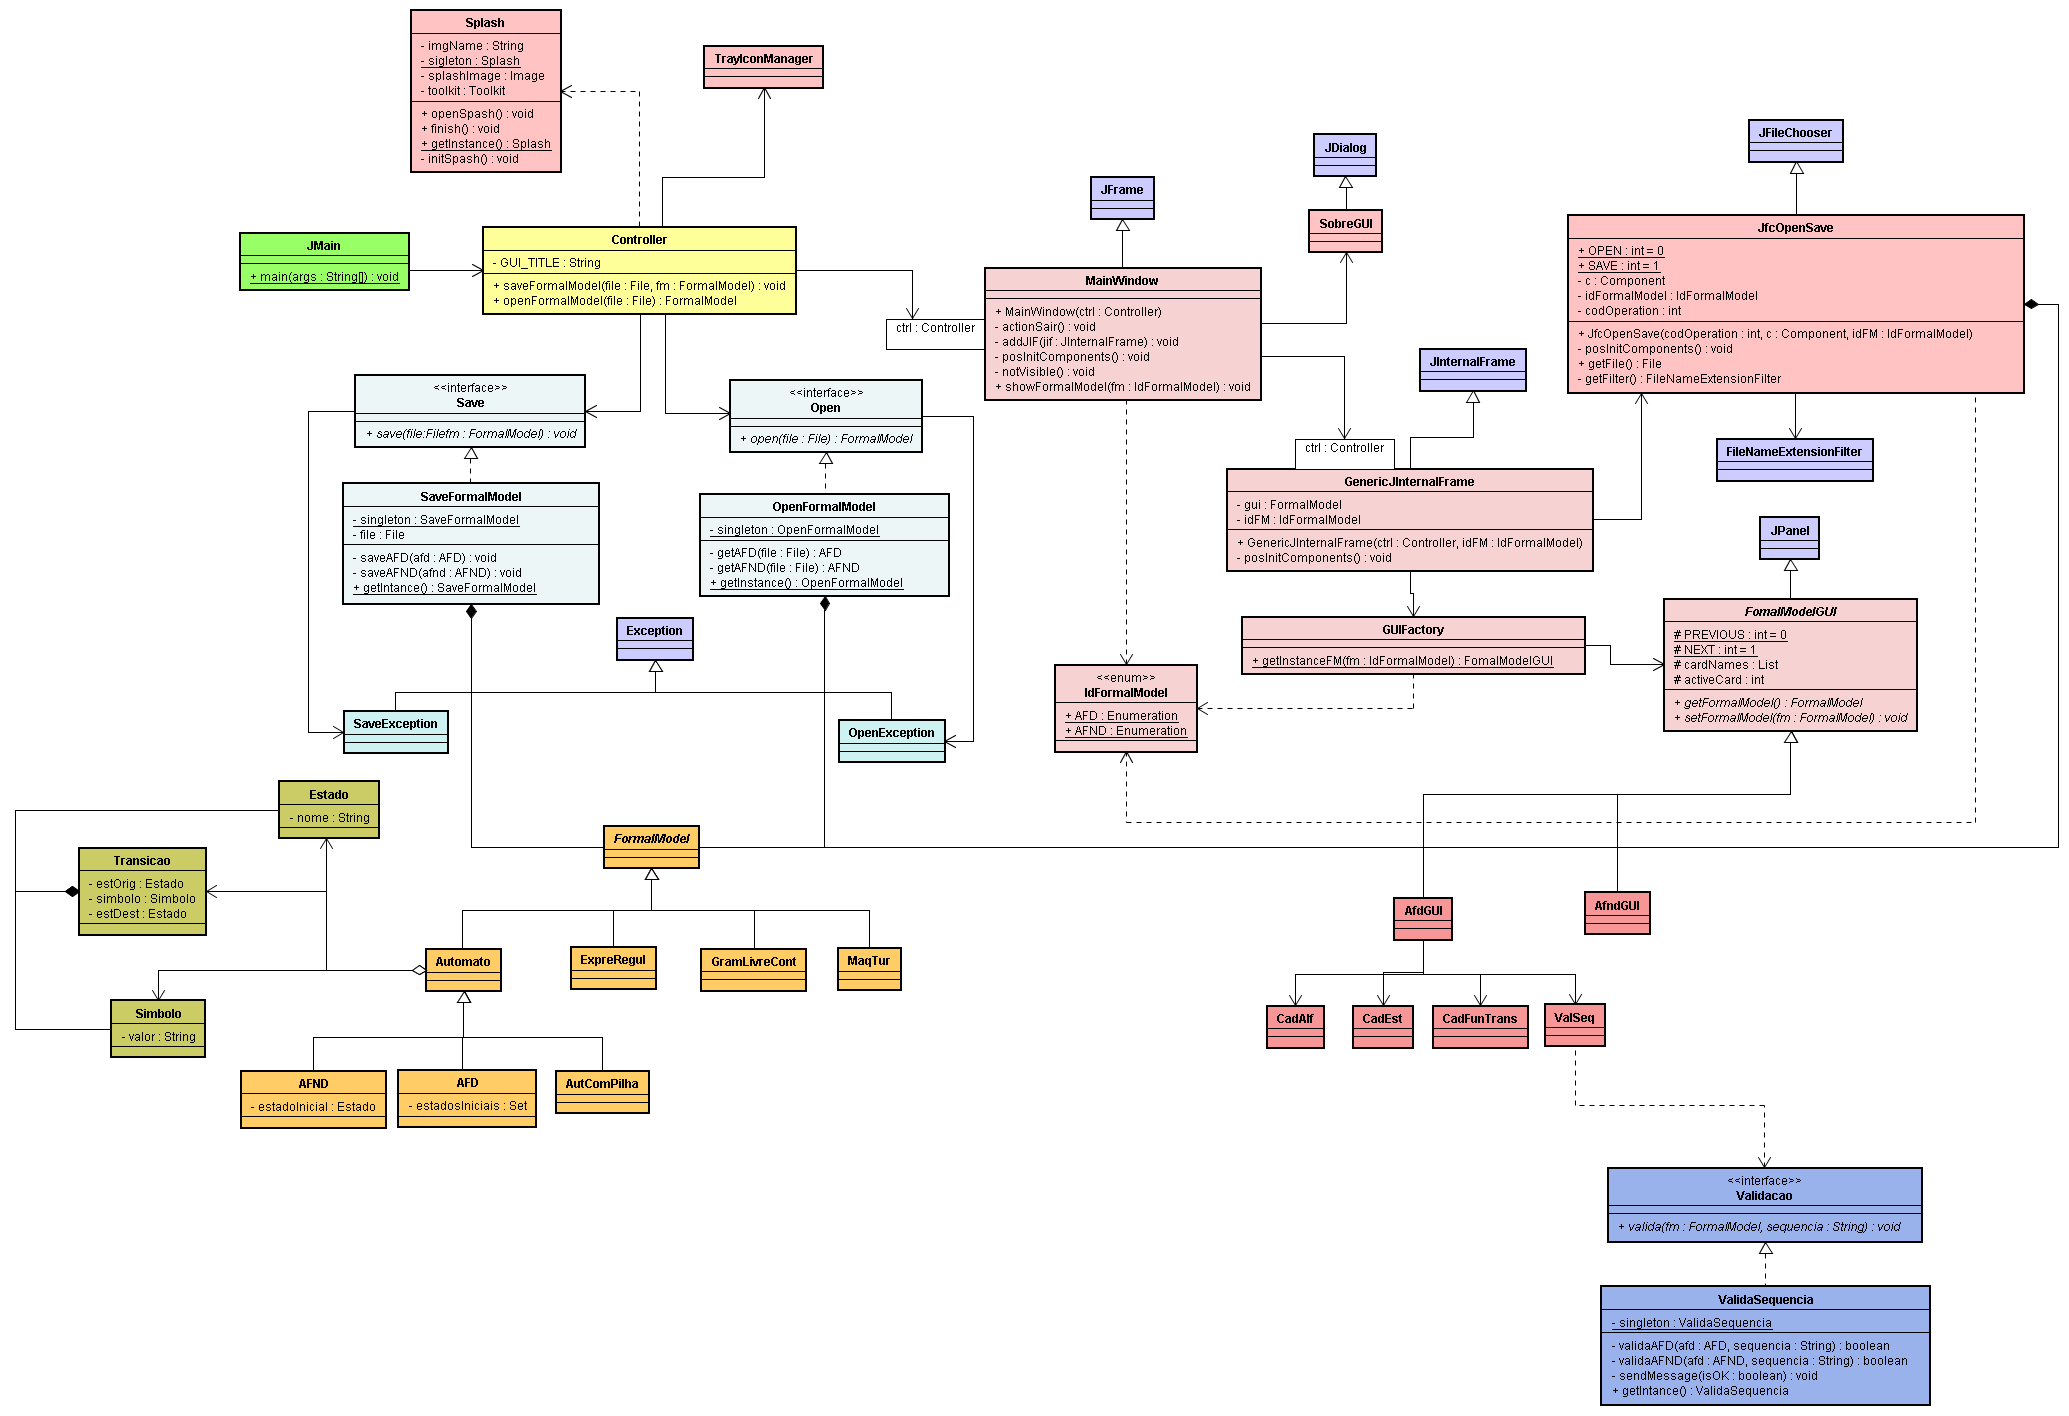 Splash
- imgName : String
- sigleton : Splash
- splashImage : Image
- toolkit : Toolkit
+ openSpash() : void
+ finish() : void
+ getInstance() : Splash
- initSpash() : void
TrayIconManager
JMain
+ main(args : String[]) : void
Controller
- GUI_TITLE : String
+ saveFormalModel(file : File, fm : FormalModel) : void
+ openFormalModel(file : File) : FormalModel
JFrame
JDialog
SobreGUI
JFileChooser
ctrl : Controller
MainWindow
+ MainWindow(ctrl : Controller)
- actionSair() : void
- addJIF(jif : JInternalFrame) : void
- posInitComponents() : void
- notVisible() : void
+ showFormalModel(fm : IdFormalModel) : void
JfcOpenSave
+ OPEN : int = 0
+ SAVE : int = 1
- c : Component
- idFormalModel : IdFormalModel
- codOperation : int
+ JfcOpenSave(codOperation : int, c : Component, idFM : IdFormalModel)
- posInitComponents() : void
+ getFile() : File
- getFilter() : FileNameExtensionFilter
<<interface>>
Save
+ save(file:Filefm : FormalModel) : void
<<interface>>
Open
+ open(file : File) : FormalModel
JInternalFrame
FileNameExtensionFilter
ctrl : Controller
GenericJInternalFrame
- gui : FormalModel
- idFM : IdFormalModel
+ GenericJInternalFrame(ctrl : Controller, idFM : IdFormalModel)
- posInitComponents() : void
SaveFormalModel
- singleton : SaveFormalModel
- file : File
- saveAFD(afd : AFD) : void
- saveAFND(afnd : AFND) : void
+ getIntance() : SaveFormalModel
OpenFormalModel
- singleton : OpenFormalModel
- getAFD(file : File) : AFD
- getAFND(file : File) : AFND
+ getInstance() : OpenFormalModel
JPanel
Exception
GUIFactory
+ getInstanceFM(fm : IdFormalModel) : FomalModelGUI
FomalModelGUI
# PREVIOUS : int = 0
# NEXT : int = 1
# cardNames : List
# activeCard : int
+ getFormalModel() : FormalModel
+ setFormalModel(fm : FormalModel) : void
<<enum>>
IdFormalModel
+ AFD : Enumeration
+ AFND : Enumeration
SaveException
OpenException
Estado
- nome : String
FormalModel
Transicao
- estOrig : Estado
- simbolo : Simbolo
- estDest : Estado
AfdGUI
AfndGUI
Automato
ExpreRegul
GramLivreCont
MaqTur
Simbolo
- valor : String
CadAlf
CadEst
CadFunTrans
ValSeq
AFND
- estadoInicial : Estado
AFD
- estadosIniciais : Set
AutComPilha
<<interface>>
Validacao
+ valida(fm : FormalModel, sequencia : String) : void
ValidaSequencia
- singleton : ValidaSequencia
- validaAFD(afd : AFD, sequencia : String) : boolean
- validaAFND(afd : AFND, sequencia : String) : boolean
- sendMessage(isOK : boolean) : void
+ getIntance() : ValidaSequencia